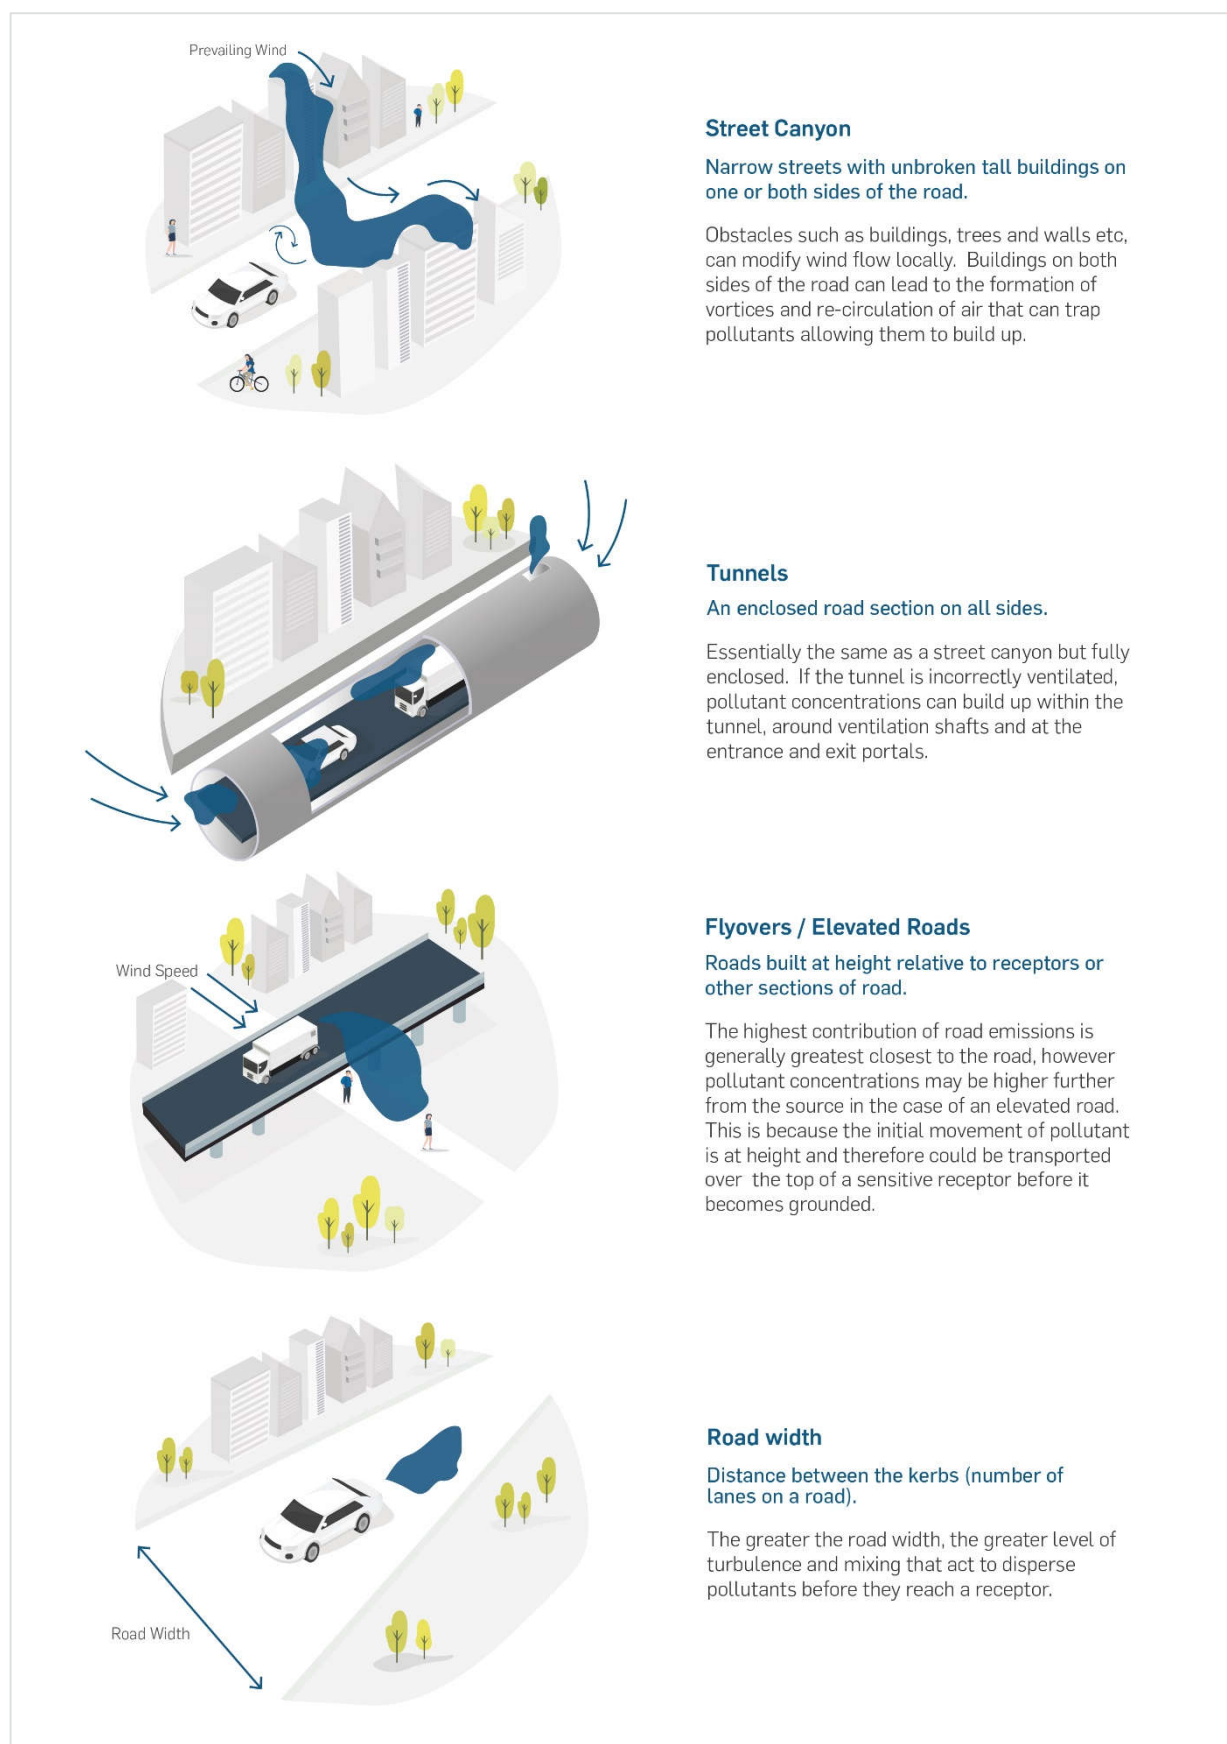 Prevailing Wind
Street Canyon
Narrow streets with unbroken tall buildings on
one or both sides of the road.
Obstacles such as buildings, trees and walls etc,
can modify wind flow locally.  Buildings on both
sides of the road can lead to the formation of
vortices and re-circulation of air that can trap
pollutants allowing them to build up.
Tunnels
An enclosed road section on all sides.
Essentially the same as a street canyon but fully
enclosed.  If the tunnel is incorrectly ventilated,
pollutant concentrations can build up within the
tunnel, around ventilation shafts and at the
entrance and exit portals.
Wind Speed
Flyovers / Elevated Roads
Roads built at height relative to receptors or
other sections of road.
The highest contribution of road emissions is
generally greatest closest to the road, however
pollutant concentrations may be higher further
from the source in the case of an elevated road.
This is because the initial movement of pollutant
is at height and therefore could be transported
over  the top of a sensitive receptor before it
becomes grounded.
Road width
Distance between the kerbs (number of
lanes on a road).
The greater the road width, the greater level of
turbulence and mixing that act to disperse
pollutants before they reach a receptor.
Road Width